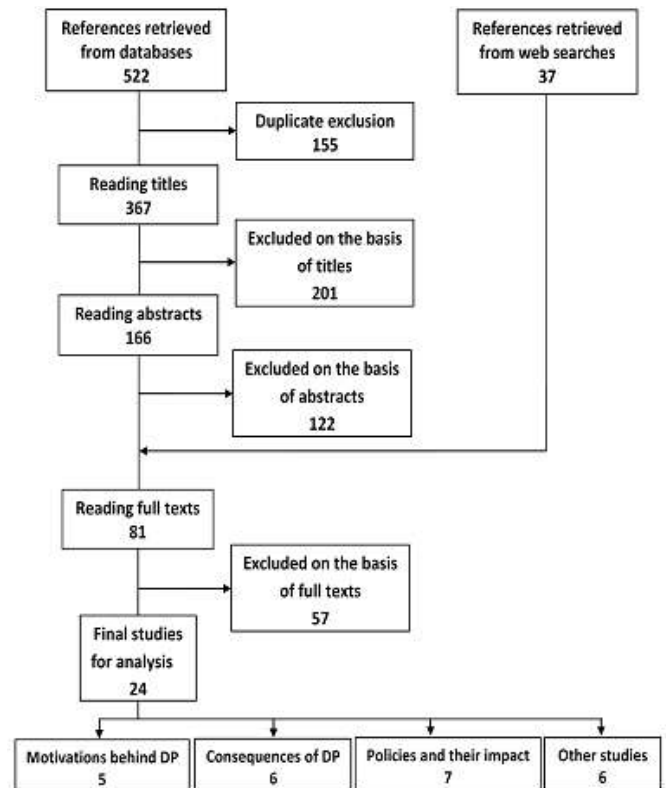 References retrieved
from databases
522
References retrieved
from web searches
37
Duplicate exclusion
155
Reading titles
367
Excluded on the basis
of titles
201
Reading abstracts
166
Excluded on the basis
of abstracts
122
Reading full texts
81
Excluded on the basis
of full texts
57
Final studies
for analysis
24
Motivations behind DP
5
Consequences of DP
6
Policies and their impact
7
Other studies
6